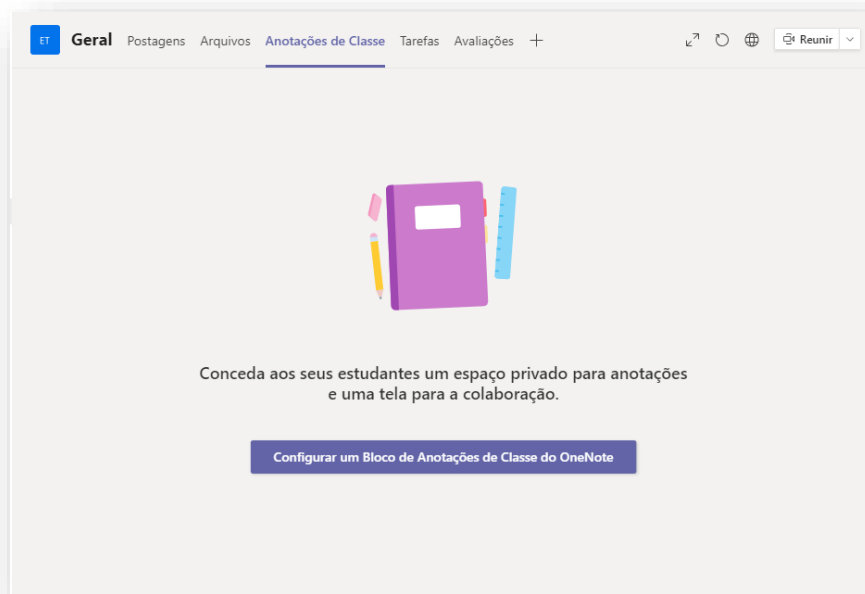 ET Geral Postagens Arquivos Anotações de Classe Tarefas Avaliações Reunir
Conceda aos seus estudantes um espaço privado para anotações
e uma tela para a colaboração.
Configurar um Bloco de Anotações de Classe do OneNote